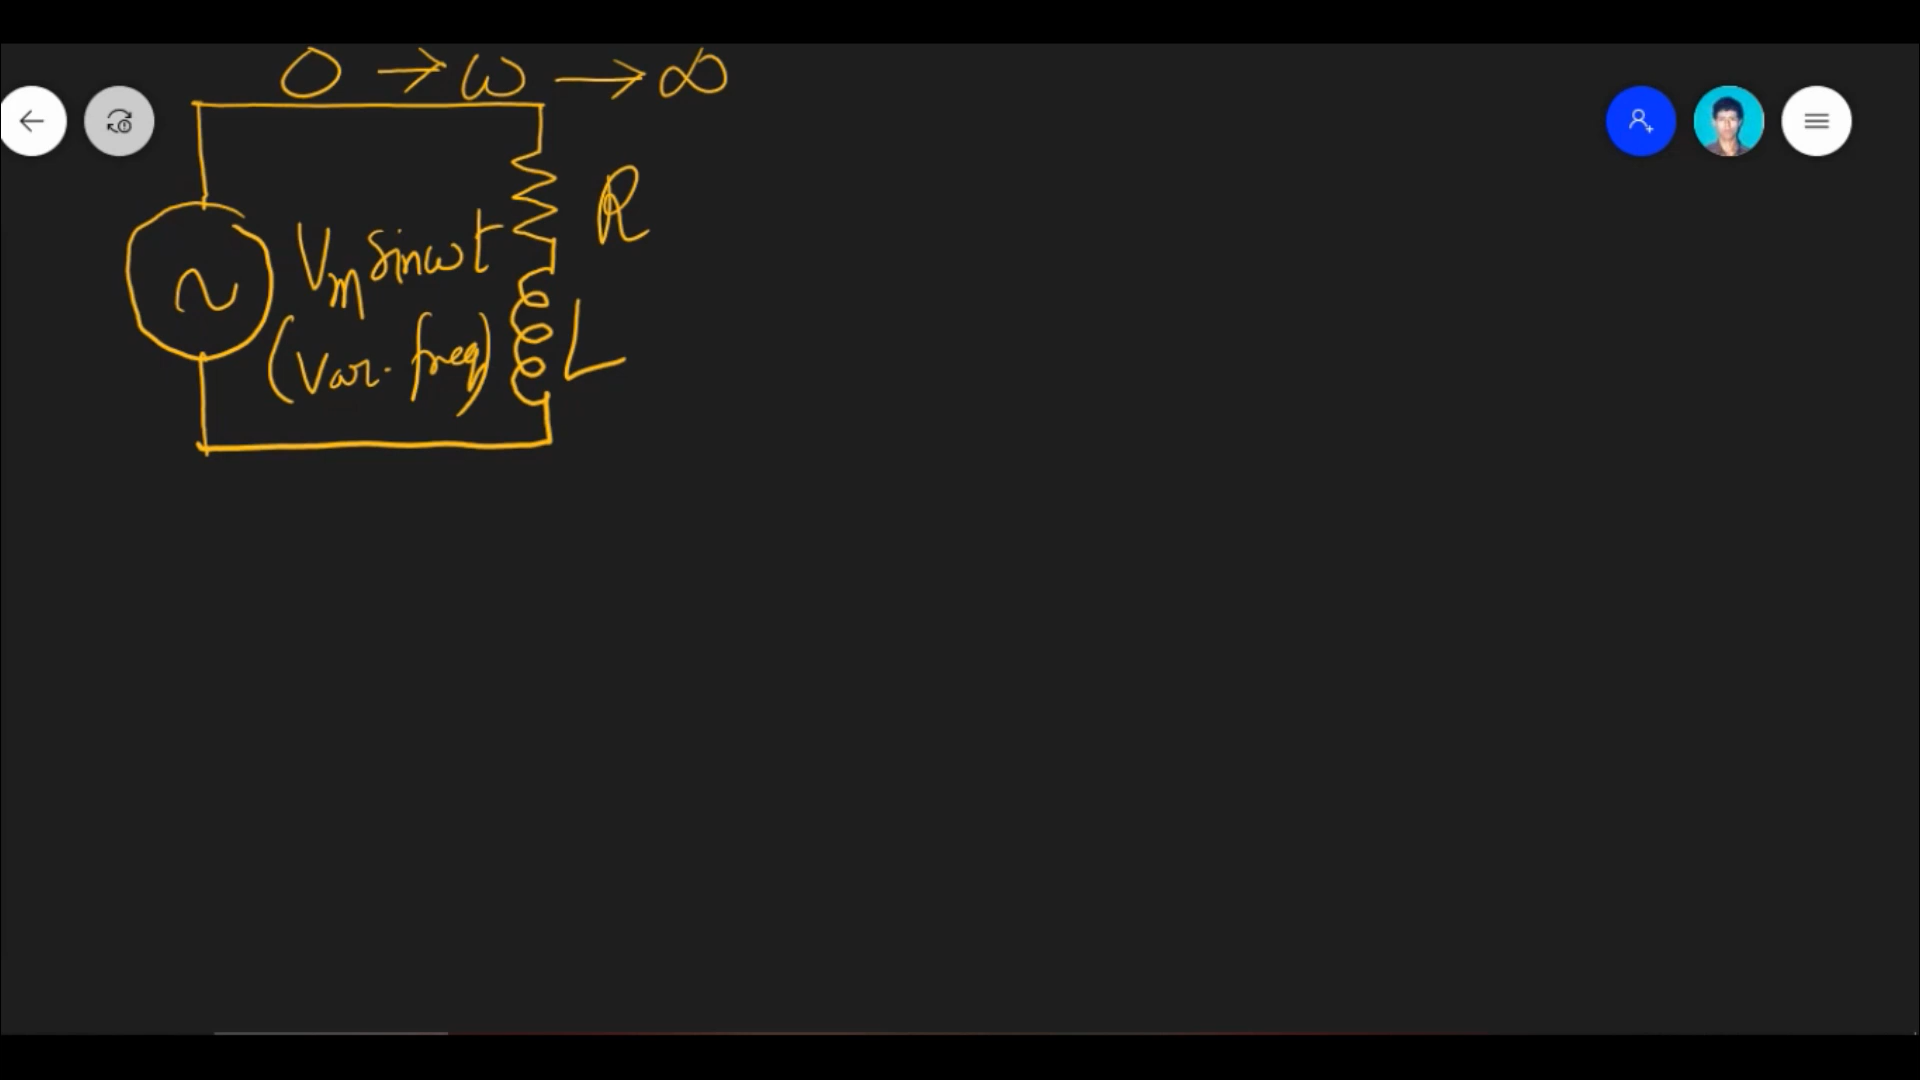 0 → ω → ∞
R
Vm sinωt
(Var. freq)
L